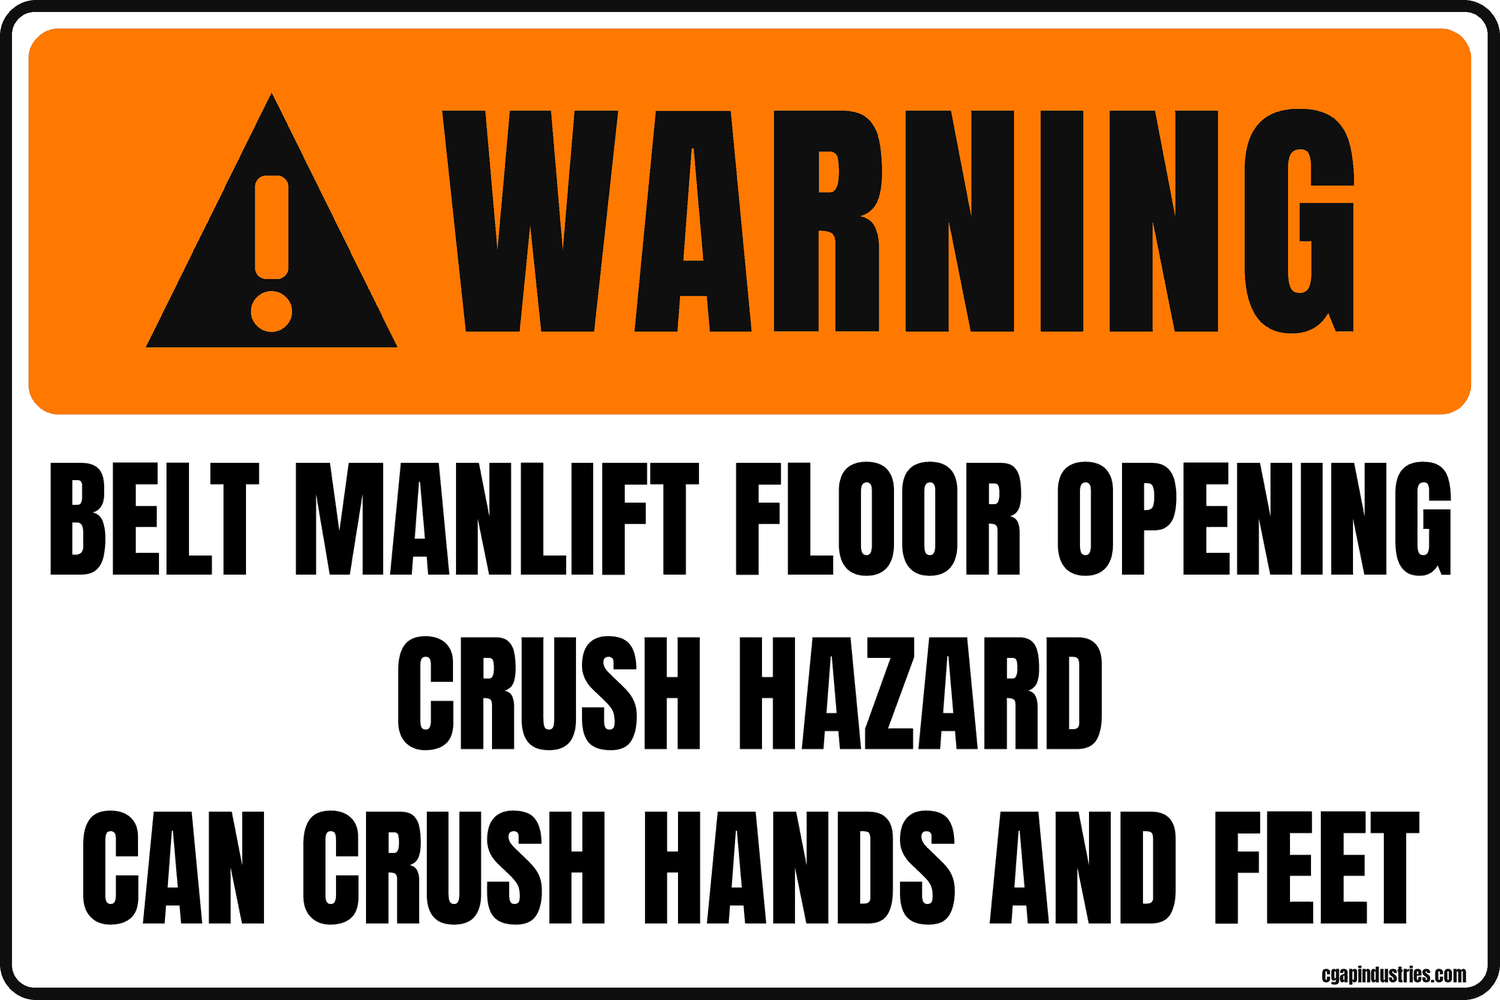 WARNING
BELT MANLIFT FLOOR OPENING
CRUSH HAZARD
CAN CRUSH HANDS AND FEET
cgapindustries.com